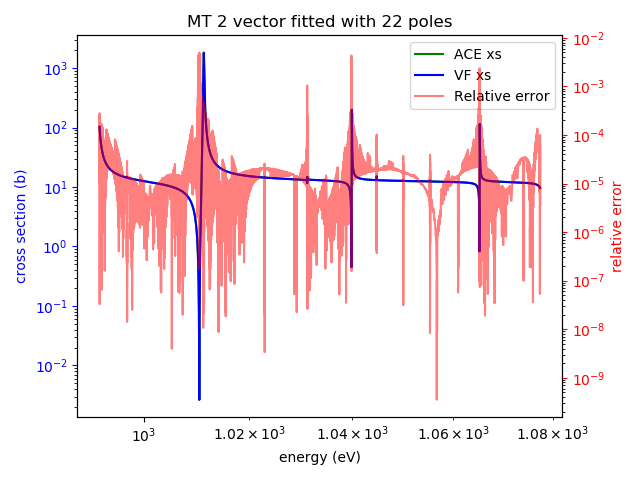 MT 2 vector fitted with 22 poles
ACE xs
VF xs
Relative error
cross section (b)
10³
10²
10¹
10⁰
10⁻¹
10⁻²
10⁻²
10⁻³
10⁻⁴
10⁻⁵
10⁻⁶
10⁻⁷
10⁻⁸
10⁻⁹
relative error
10³
1.02 × 10³
1.04 × 10³
1.06 × 10³
1.08 × 10³
energy (eV)